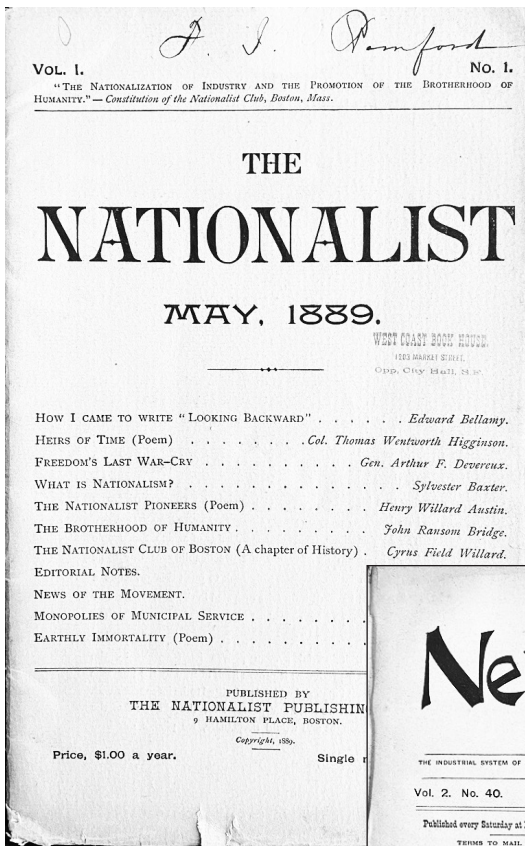 F. J. Bamford
VOL. I. No. 1.
"THE NATIONALIZATION OF INDUSTRY AND THE PROMOTION OF THE BROTHERHOOD OF
HUMANITY."—Constitution of the Nationalist Club, Boston, Mass.
THE
NATIONALIST
MAY, 1889.
WEST COAST BOOK HOUSE.
1203 MARKET STREET,
Opp. City Hall, S.F.
HOW I CAME TO WRITE "LOOKING BACKWARD" . . . . . . Edward Bellamy.
HEIRS OF TIME (Poem) . . . . . . . . Col. Thomas Wentworth Higginson.
FREEDOM'S LAST WAR-CRY . . . . . . . . . . Gen. Arthur F. Devereux.
WHAT IS NATIONALISM? . . . . . . . . . . . . . . . Sylvester Baxter.
THE NATIONALIST PIONEERS (Poem) . . . . . . . . Henry Willard Austin.
THE BROTHERHOOD OF HUMANITY . . . . . . . . . John Ransom Bridge.
THE NATIONALIST CLUB OF BOSTON (A chapter of History) . Cyrus Field Willard.
EDITORIAL NOTES.
NEWS OF THE MOVEMENT.
MONOPOLIES OF MUNICIPAL SERVICE . . . . . . . .
EARTHLY IMMORTALITY (Poem) . . . . . . . . . .
PUBLISHED BY
THE NATIONALIST PUBLISHIN
9 HAMILTON PLACE, BOSTON.
Copyright, 1889.
Price, $1.00 a year. Single
Ne
THE INDUSTRIAL SYSTEM OF
Vol. 2. No. 40.
Published every Saturday at
TERMS TO MAIL